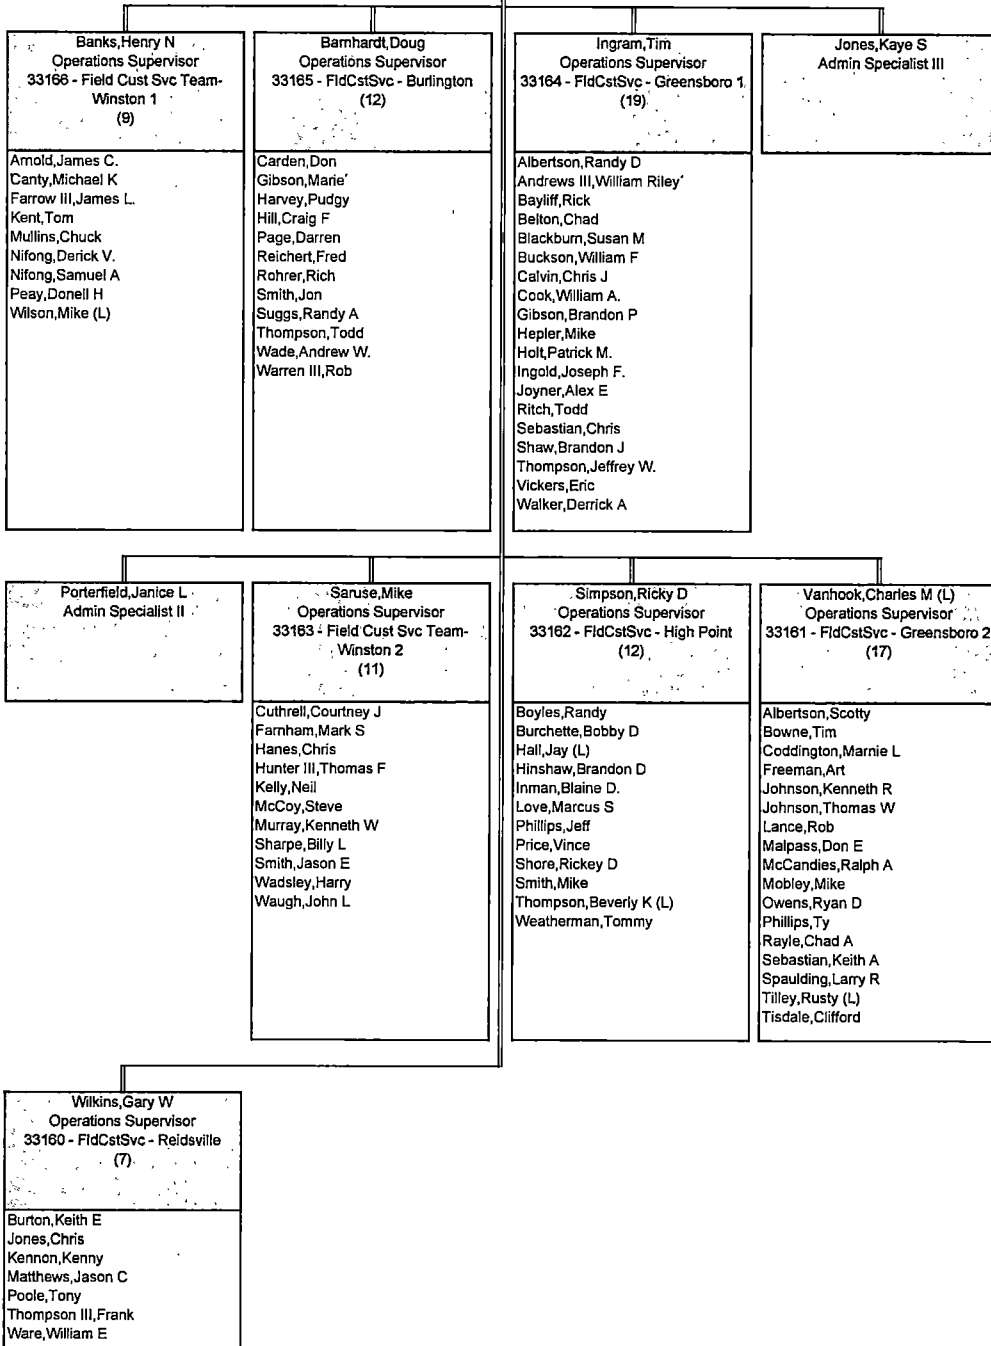 Banks,Henry N
Operations Supervisor
33166 - Field Cust Svc Team-
Winston 1
(9)
Arnold,James C.
Canty,Michael K
Farrow III,James L.
Kent,Tom
Mullins,Chuck
Nifong,Derick V.
Nifong,Samuel A
Peay,Donell H
Wilson,Mike (L)
Barnhardt,Doug
Operations Supervisor
33165 - FldCstSvc - Burlington
(12)
Carden,Don
Gibson,Marie
Harvey,Pudgy
Hill,Craig F
Page,Darren
Reichert,Fred
Rohrer,Rich
Smith,Jon
Suggs,Randy A
Thompson,Todd
Wade,Andrew W.
Warren III,Rob
Ingram,Tim
Operations Supervisor
33164 - FldCstSvc - Greensboro 1
(19)
Albertson,Randy D
Andrews III,William Riley
Bayliff,Rick
Belton,Chad
Blackburn,Susan M
Buckson,William F
Calvin,Chris J
Cook,William A.
Gibson,Brandon P
Hepler,Mike
Holt,Patrick M.
Ingold,Joseph F.
Joyner,Alex E
Ritch,Todd
Sebastian,Chris
Shaw,Brandon J
Thompson,Jeffrey W.
Vickers,Eric
Walker,Derrick A
Jones,Kaye S
Admin Specialist III
Porterfield,Janice L
Admin Specialist II
Saruse,Mike
Operations Supervisor
33163 - Field Cust Svc Team-
Winston 2
(11)
Cuthrell,Courtney J
Farnham,Mark S
Hanes,Chris
Hunter III,Thomas F
Kelly,Neil
McCoy,Steve
Murray,Kenneth W
Sharpe,Billy L
Smith,Jason E
Wadsley,Harry
Waugh,John L
Simpson,Ricky D
Operations Supervisor
33162 - FldCstSvc - High Point
(12)
Boyles,Randy
Burchette,Bobby D
Hall,Jay (L)
Hinshaw,Brandon D
Inman,Blaine D.
Love,Marcus S
Phillips,Jeff
Price,Vince
Shore,Rickey D
Smith,Mike
Thompson,Beverly K (L)
Weatherman,Tommy
Vanhook,Charles M (L)
Operations Supervisor
33161 - FldCstSvc - Greensboro 2
(17)
Albertson,Scotty
Bowne,Tim
Coddington,Marnie L
Freeman,Art
Johnson,Kenneth R
Johnson,Thomas W
Lance,Rob
Malpass,Don E
McCandies,Ralph A
Mobley,Mike
Owens,Ryan D
Phillips,Ty
Rayle,Chad A
Sebastian,Keith A
Spaulding,Larry R
Tilley,Rusty (L)
Tisdale,Clifford
Wilkins,Gary W
Operations Supervisor
33160 - FldCstSvc - Reidsville
(7)
Burton,Keith E
Jones,Chris
Kennon,Kenny
Matthews,Jason C
Poole,Tony
Thompson III,Frank
Ware,William E